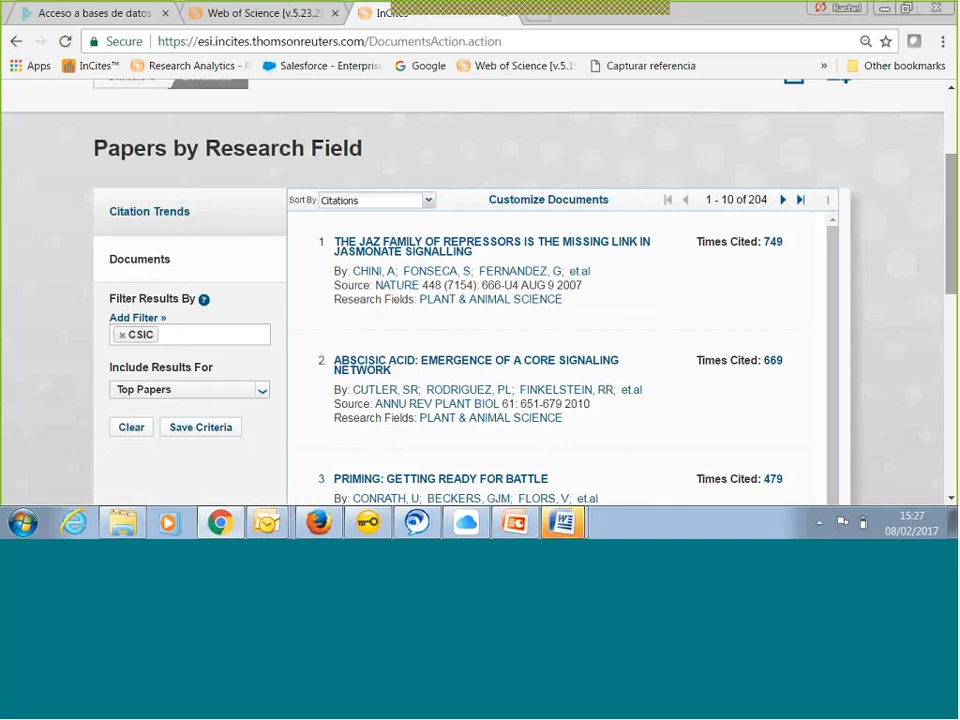 Acceso a bases de datos
Web of Science [v.5.23.2]
InCites
Rachel
Secure
https://esi.incites.thomsonreuters.com/DocumentsAction.action
Apps
InCites™
Research Analytics - R
Salesforce - Enterpris
Google
Web of Science [v.5.15
Capturar referencia
»
Other bookmarks
Papers by Research Field
Citation Trends
Documents
Filter Results By ?
Add Filter »
× CSIC
Include Results For
Top Papers
Clear
Save Criteria
Sort By Citations
Customize Documents
1 - 10 of 204
1 THE JAZ FAMILY OF REPRESSORS IS THE MISSING LINK IN
JASMONATE SIGNALLING
Times Cited: 749
By: CHINI, A; FONSECA, S; FERNANDEZ, G; et.al
Source: NATURE 448 (7154): 666-U4 AUG 9 2007
Research Fields: PLANT & ANIMAL SCIENCE
2 ABSCISIC ACID: EMERGENCE OF A CORE SIGNALING
NETWORK
Times Cited: 669
By: CUTLER, SR; RODRIGUEZ, PL; FINKELSTEIN, RR; et.al
Source: ANNU REV PLANT BIOL 61: 651-679 2010
Research Fields: PLANT & ANIMAL SCIENCE
3 PRIMING: GETTING READY FOR BATTLE
Times Cited: 479
By: CONRATH, U; BECKERS, GJM; FLORS, V; et.al
15:27
08/02/2017